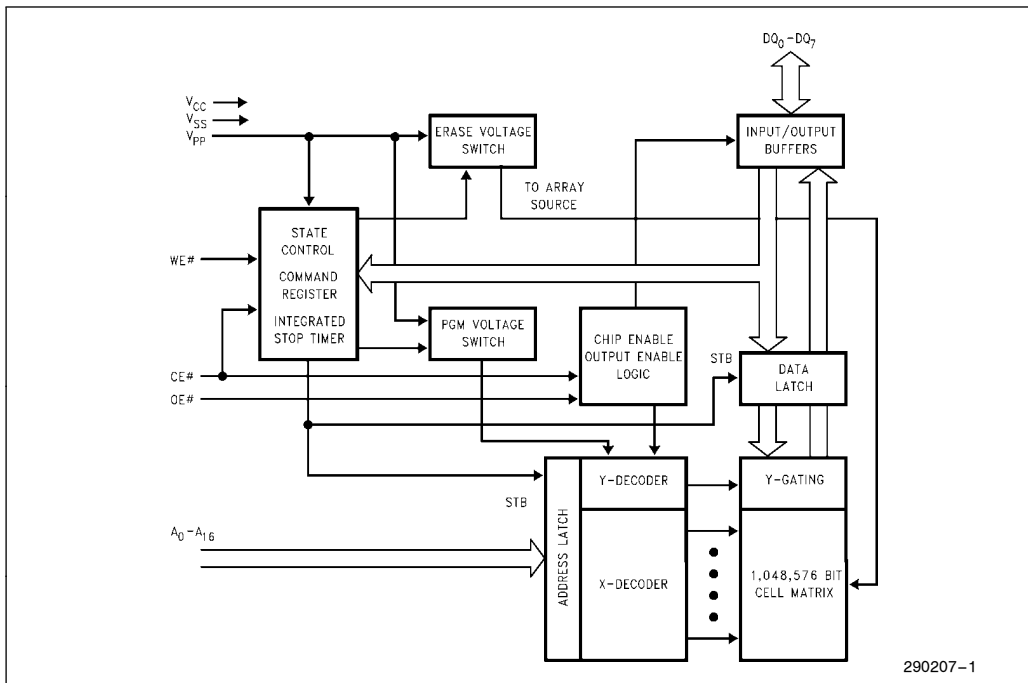 DQ0–DQ7
VCC
VSS
VPP
ERASE VOLTAGE
SWITCH
INPUT/OUTPUT
BUFFERS
TO ARRAY
SOURCE
STATE
CONTROL
COMMAND
REGISTER
INTEGRATED
STOP TIMER
WE#
PGM VOLTAGE
SWITCH
CHIP ENABLE
OUTPUT ENABLE
LOGIC
STB
DATA
LATCH
CE#
OE#
STB
ADDRESS LATCH
Y-DECODER
Y-GATING
A0–A16
X-DECODER
1,048,576 BIT
CELL MATRIX
290207–1